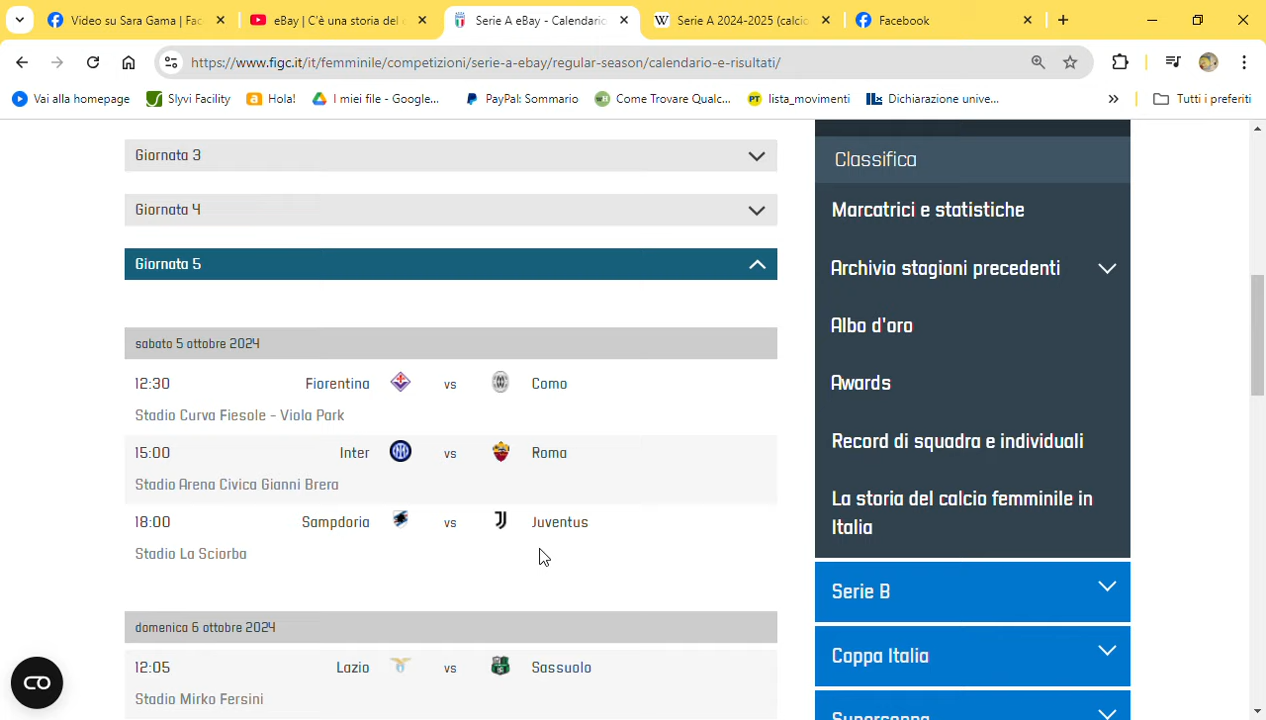 Video su Sara Gama | Fac
eBay | C'è una storia del c
Serie A eBay - Calendario
Serie A 2024-2025 (calcio
Facebook
https://www.figc.it/it/femminile/competizioni/serie-a-ebay/regular-season/calendario-e-risultati/
Vai alla homepage
Slyvi Facility
Hola!
I miei file - Google...
PayPal: Sommario
Come Trovare Qualc...
lista_movimenti
Dichiarazione unive...
Tutti i preferiti
Giornata 3
Giornata 4
Giornata 5
sabato 5 ottobre 2024
12:30 Fiorentina vs Como
Stadio Curva Fiesole - Viola Park
15:00 Inter vs Roma
Stadio Arena Civica Gianni Brera
18:00 Sampdoria vs Juventus
Stadio La Sciorba
domenica 6 ottobre 2024
12:05 Lazio vs Sassuolo
Stadio Mirko Fersini
Classifica
Marcatrici e statistiche
Archivio stagioni precedenti
Albo d'oro
Awards
Record di squadra e individuali
La storia del calcio femminile in
Italia
Serie B
Coppa Italia
Supercoppa